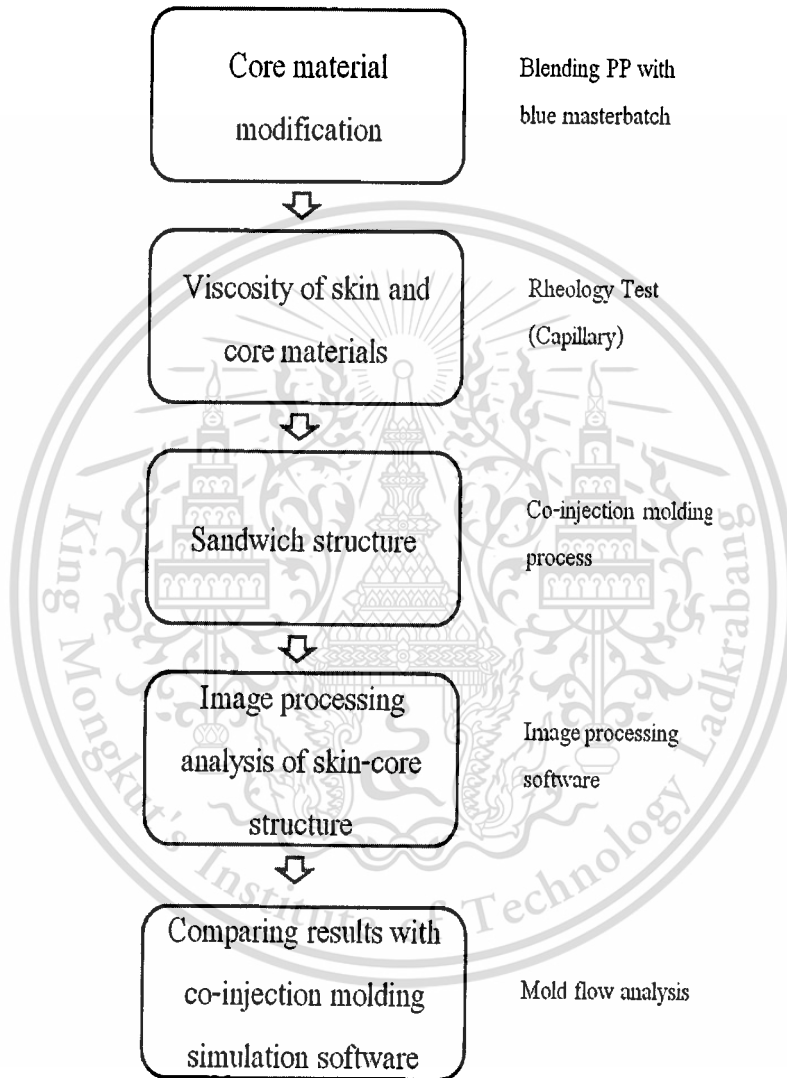 Core material
modification
Blending PP with
blue masterbatch
Viscosity of skin and
core materials
Rheology Test
(Capillary)
Sandwich structure
Co-injection molding
process
Image processing
analysis of skin-core
structure
Image processing
software
Comparing results with
co-injection molding
simulation software
Mold flow analysis
King Mongkut's Institute of Technology Ladkrabang